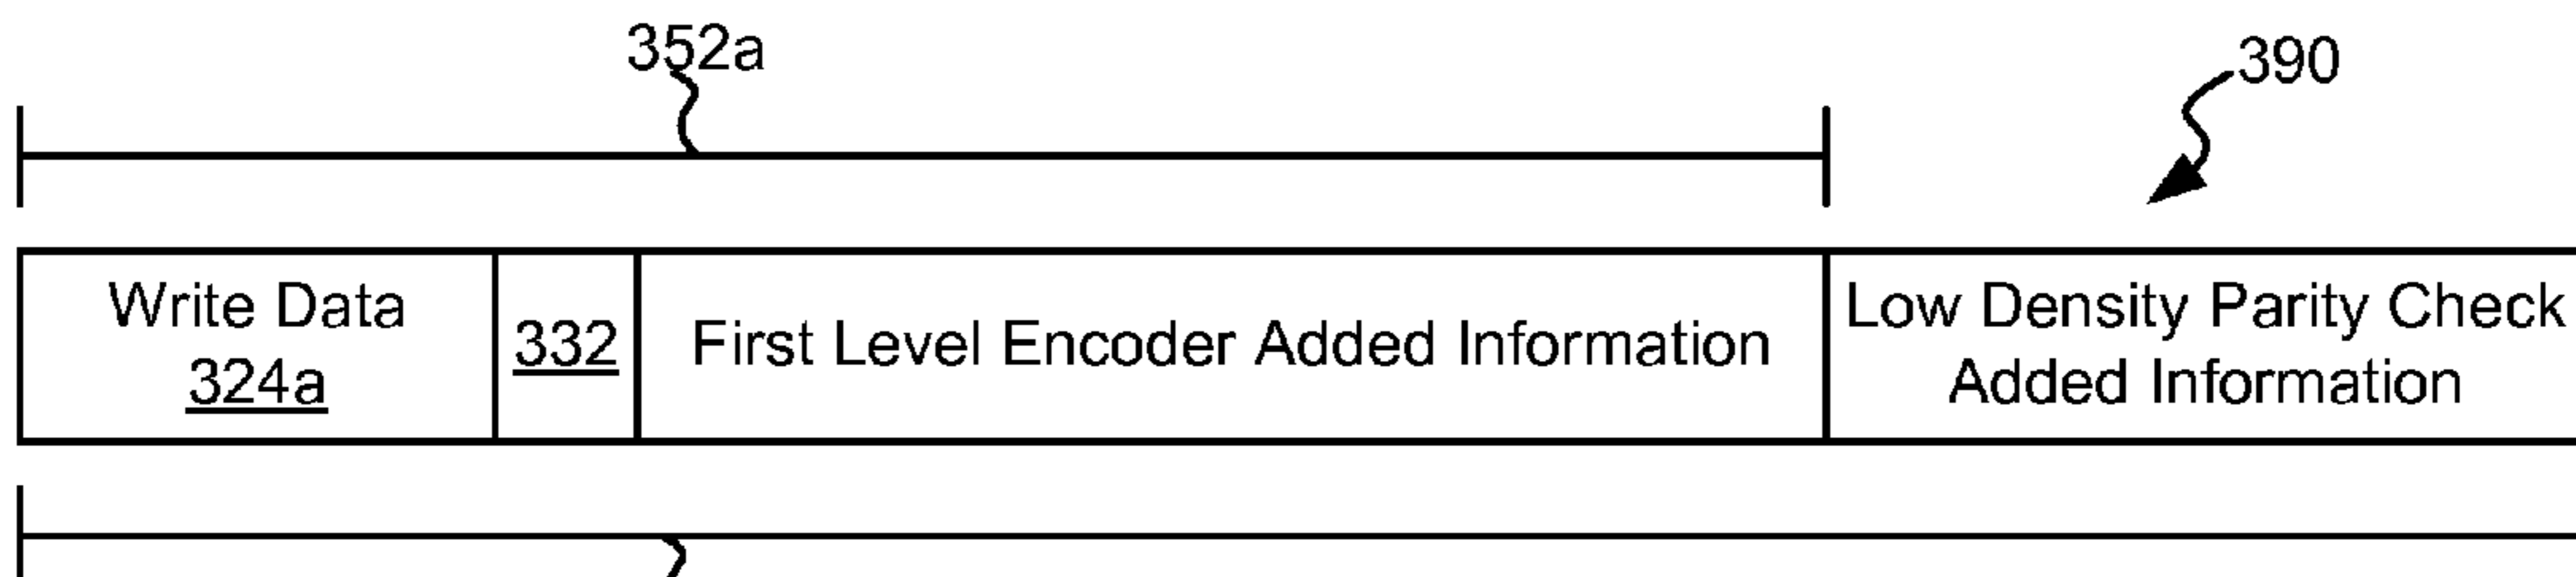 352a
390
Write Data
324a
332
First Level Encoder Added Information
Low Density Parity Check
Added Information